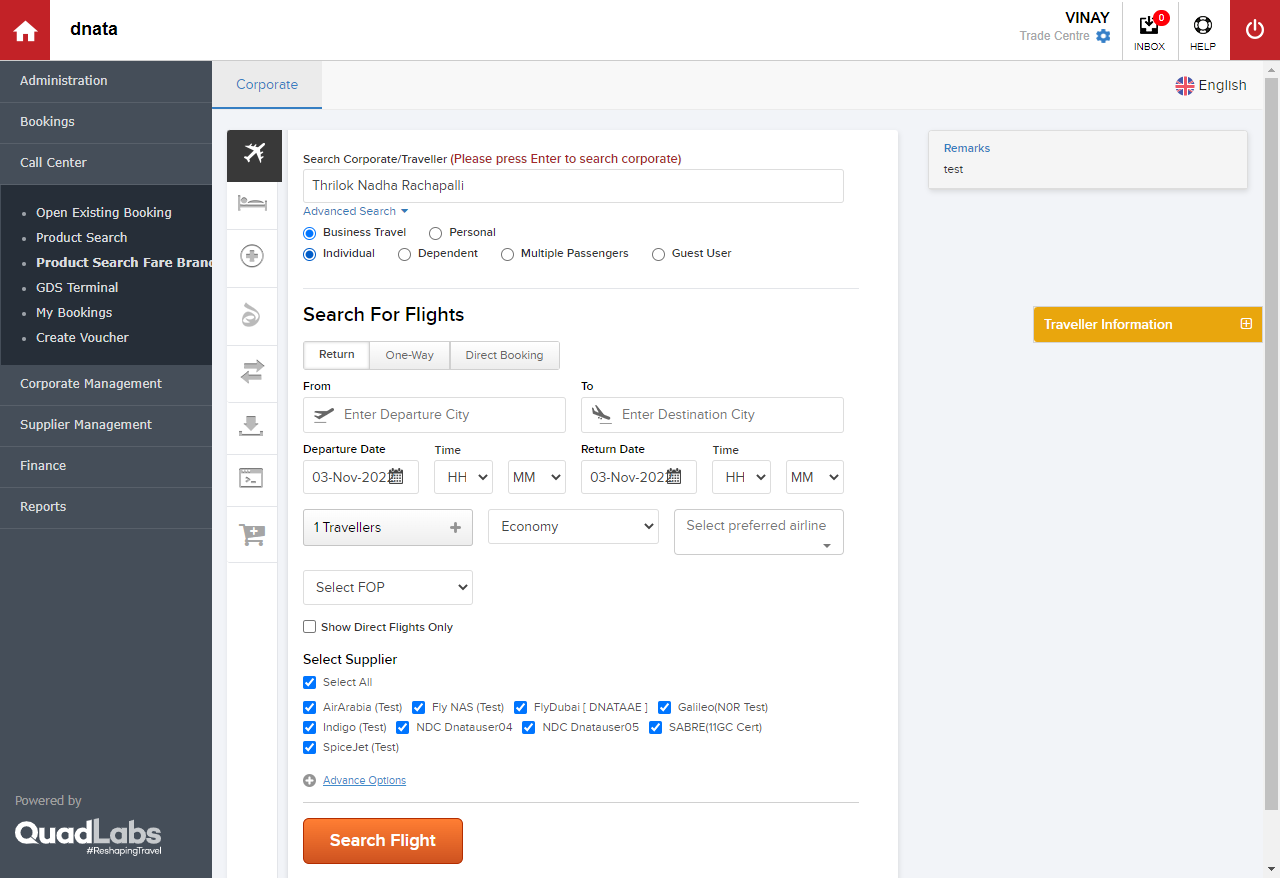 dnata
VINAY
Trade Centre
0
INBOX
HELP
Administration
Bookings
Call Center
Open Existing Booking
Product Search
Product Search Fare Bran
GDS Terminal
My Bookings
Create Voucher
Corporate Management
Supplier Management
Finance
Reports
Powered by
QuadLabs
#ReshapingTravel
Corporate
English
Search Corporate/Traveller (Please press Enter to search corporate)
Thrilok Nadha Rachapalli
Advanced Search
Business Travel Personal
Individual Dependent Multiple Passengers Guest User
Search For Flights
Return One-Way Direct Booking
From To
Enter Departure City Enter Destination City
Departure Date Time Return Date Time
03-Nov-2022 HH MM 03-Nov-2022 HH MM
1 Travellers Economy Select preferred airline
Select FOP
Show Direct Flights Only
Select Supplier
Select All
AirArabia (Test) Fly NAS (Test) FlyDubai [ DNATAAE ] Galileo(N0R Test)
Indigo (Test) NDC Dnatauser04 NDC Dnatauser05 SABRE(11GC Cert)
SpiceJet (Test)
Advance Options
Search Flight
Remarks
test
Traveller Information